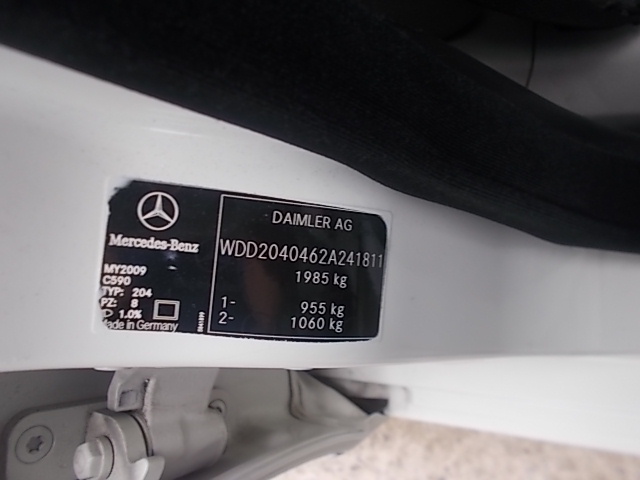 Mercedes-Benz
MY2009
C590
TYP: 204
PZ: 8
1.0%
Made in Germany
DAIMLER AG
WDD2040462A241811
1985 kg
1- 955 kg
2- 1060 kg